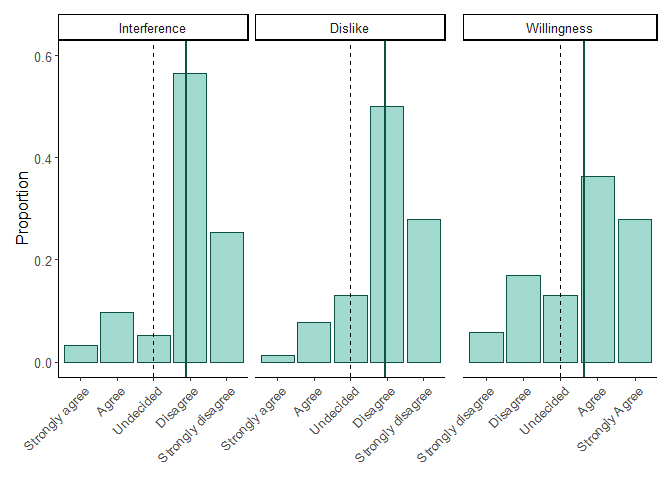 Interference
Dislike
Willingness
Proportion
0.6
0.4
0.2
0.0
Strongly agree
Agree
Undecided
Disagree
Strongly disagree
Strongly agree
Agree
Undecided
Disagree
Strongly disagree
Strongly disagree
Disagree
Undecided
Agree
Strongly Agree